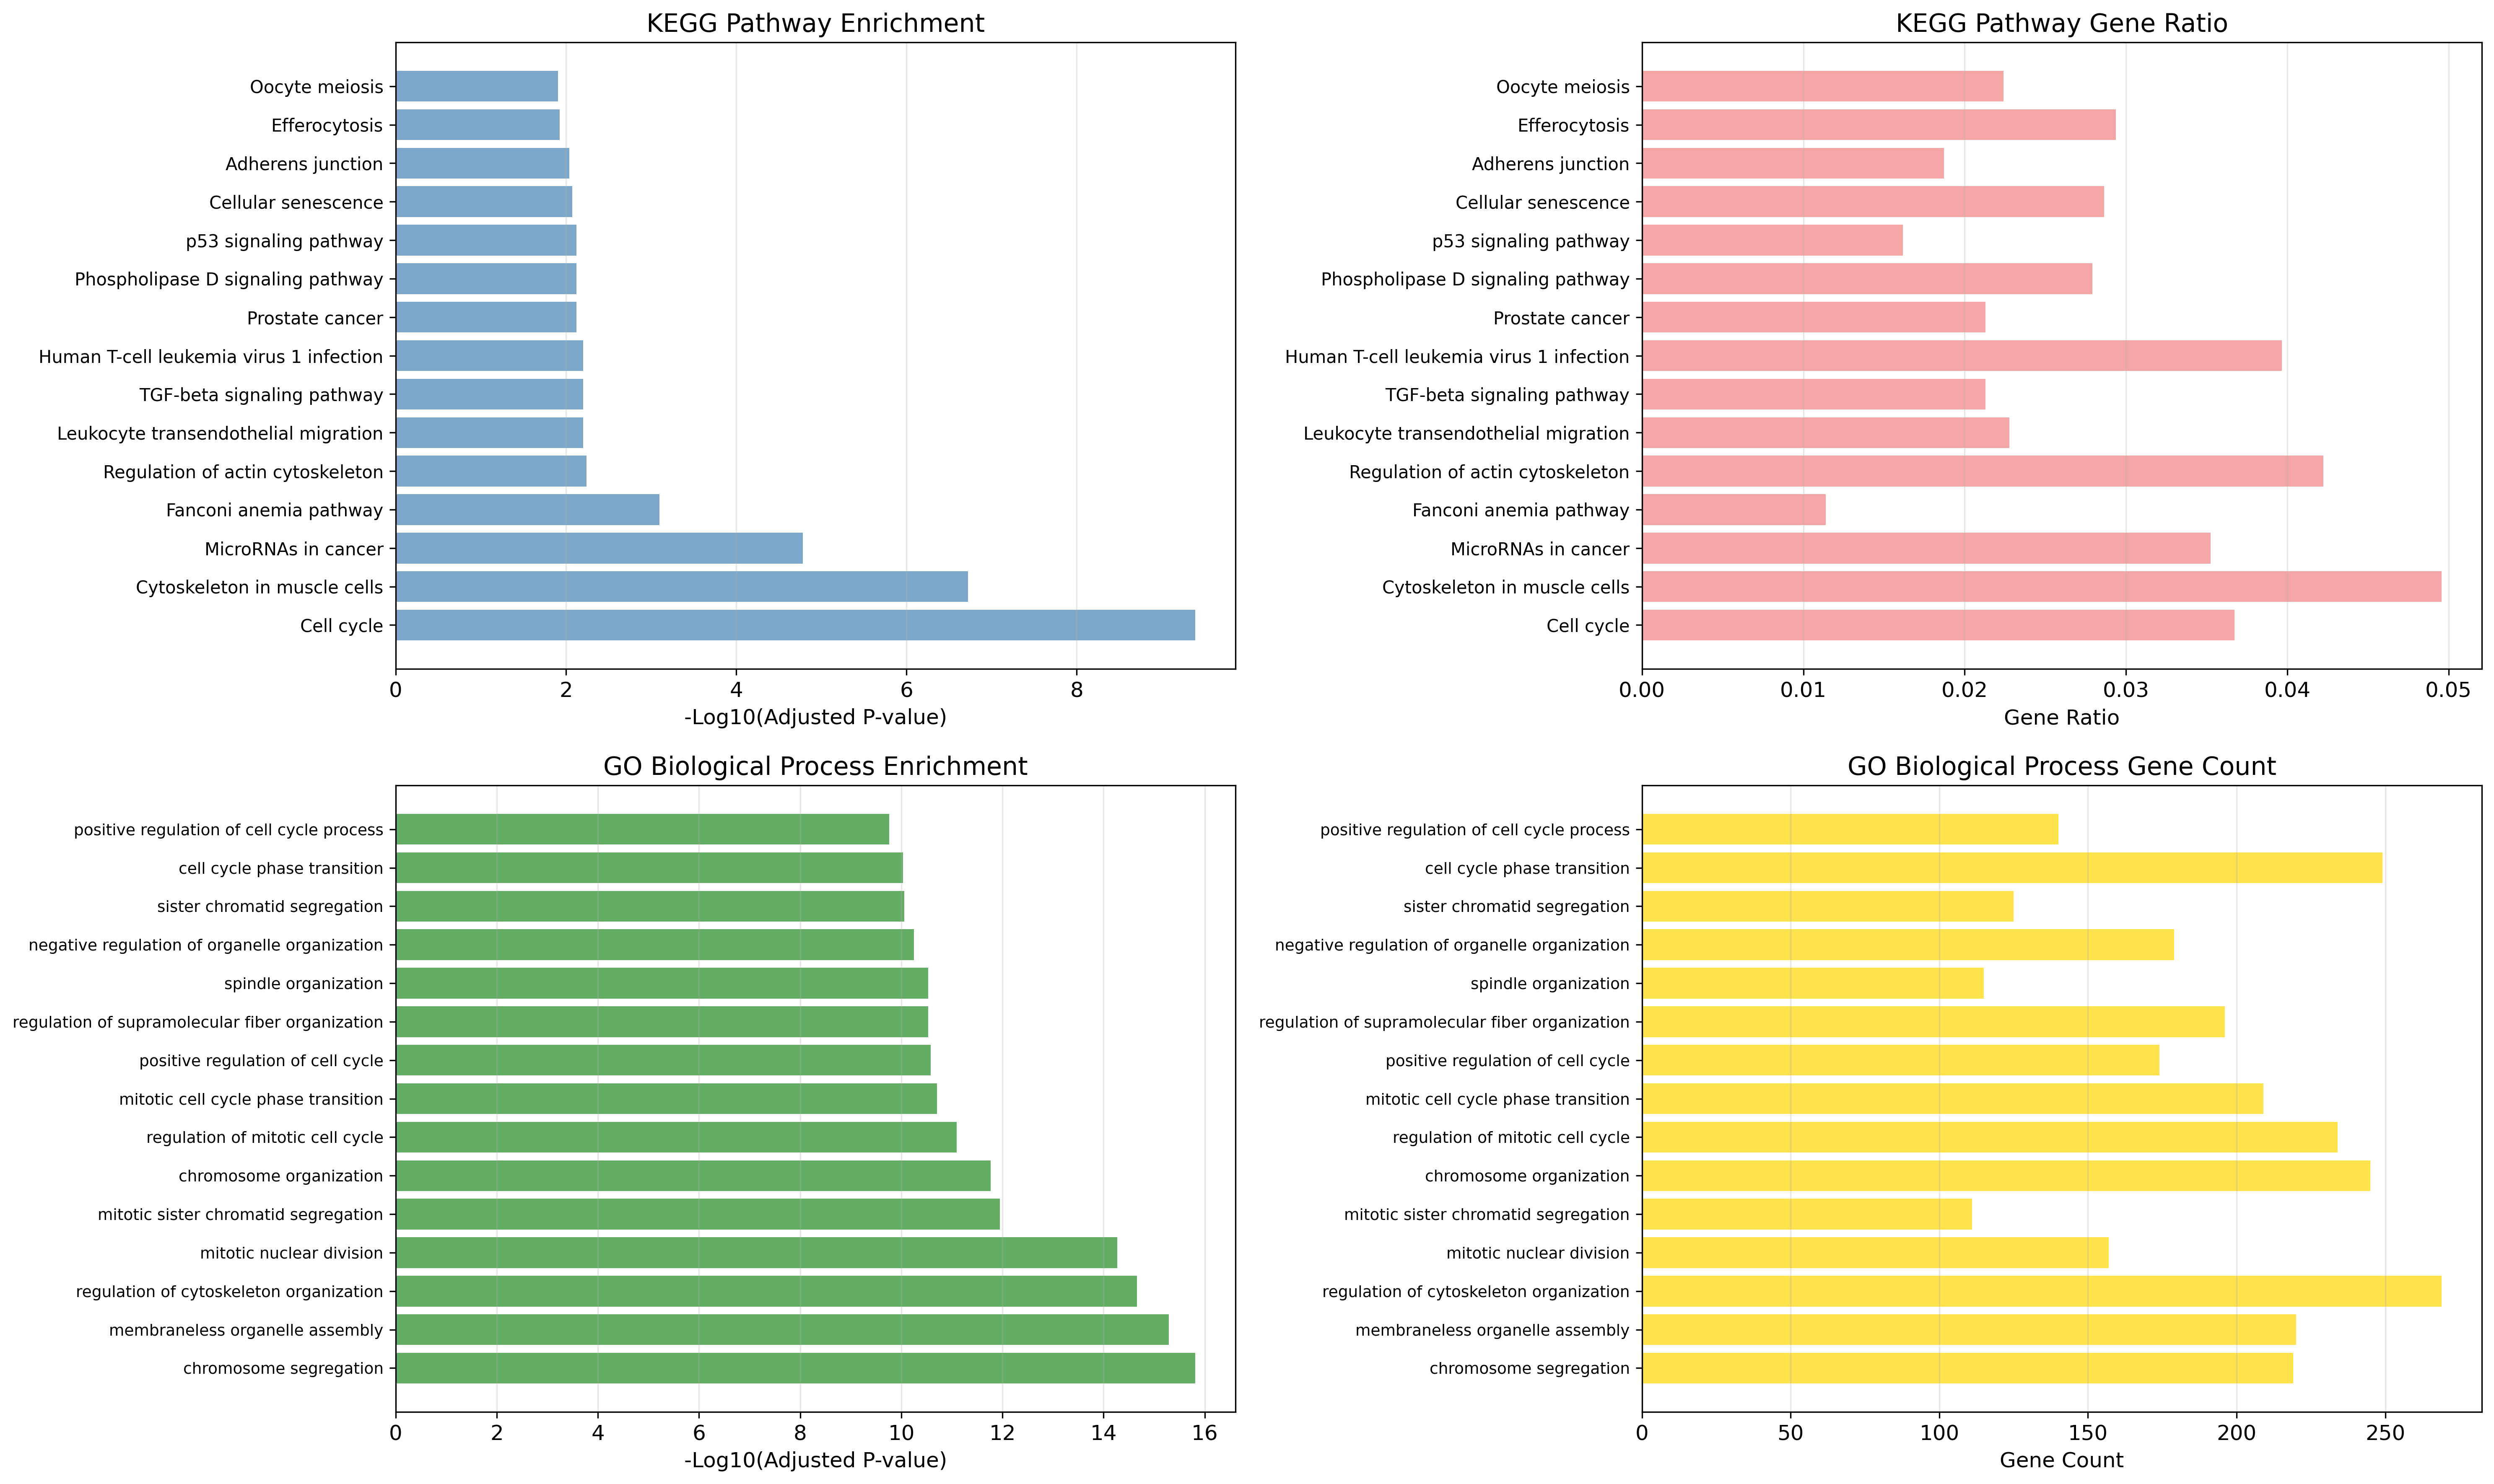 KEGG Pathway Enrichment
Oocyte meiosis
Efferocytosis
Adherens junction
Cellular senescence
p53 signaling pathway
Phospholipase D signaling pathway
Prostate cancer
Human T-cell leukemia virus 1 infection
TGF-beta signaling pathway
Leukocyte transendothelial migration
Regulation of actin cytoskeleton
Fanconi anemia pathway
MicroRNAs in cancer
Cytoskeleton in muscle cells
Cell cycle
0 2 4 6 8
-Log10(Adjusted P-value)
KEGG Pathway Gene Ratio
Oocyte meiosis
Efferocytosis
Adherens junction
Cellular senescence
p53 signaling pathway
Phospholipase D signaling pathway
Prostate cancer
Human T-cell leukemia virus 1 infection
TGF-beta signaling pathway
Leukocyte transendothelial migration
Regulation of actin cytoskeleton
Fanconi anemia pathway
MicroRNAs in cancer
Cytoskeleton in muscle cells
Cell cycle
0.00 0.01 0.02 0.03 0.04 0.05
Gene Ratio
GO Biological Process Enrichment
positive regulation of cell cycle process
cell cycle phase transition
sister chromatid segregation
negative regulation of organelle organization
spindle organization
regulation of supramolecular fiber organization
positive regulation of cell cycle
mitotic cell cycle phase transition
regulation of mitotic cell cycle
chromosome organization
mitotic sister chromatid segregation
mitotic nuclear division
regulation of cytoskeleton organization
membraneless organelle assembly
chromosome segregation
0 2 4 6 8 10 12 14 16
-Log10(Adjusted P-value)
GO Biological Process Gene Count
positive regulation of cell cycle process
cell cycle phase transition
sister chromatid segregation
negative regulation of organelle organization
spindle organization
regulation of supramolecular fiber organization
positive regulation of cell cycle
mitotic cell cycle phase transition
regulation of mitotic cell cycle
chromosome organization
mitotic sister chromatid segregation
mitotic nuclear division
regulation of cytoskeleton organization
membraneless organelle assembly
chromosome segregation
0 50 100 150 200 250
Gene Count